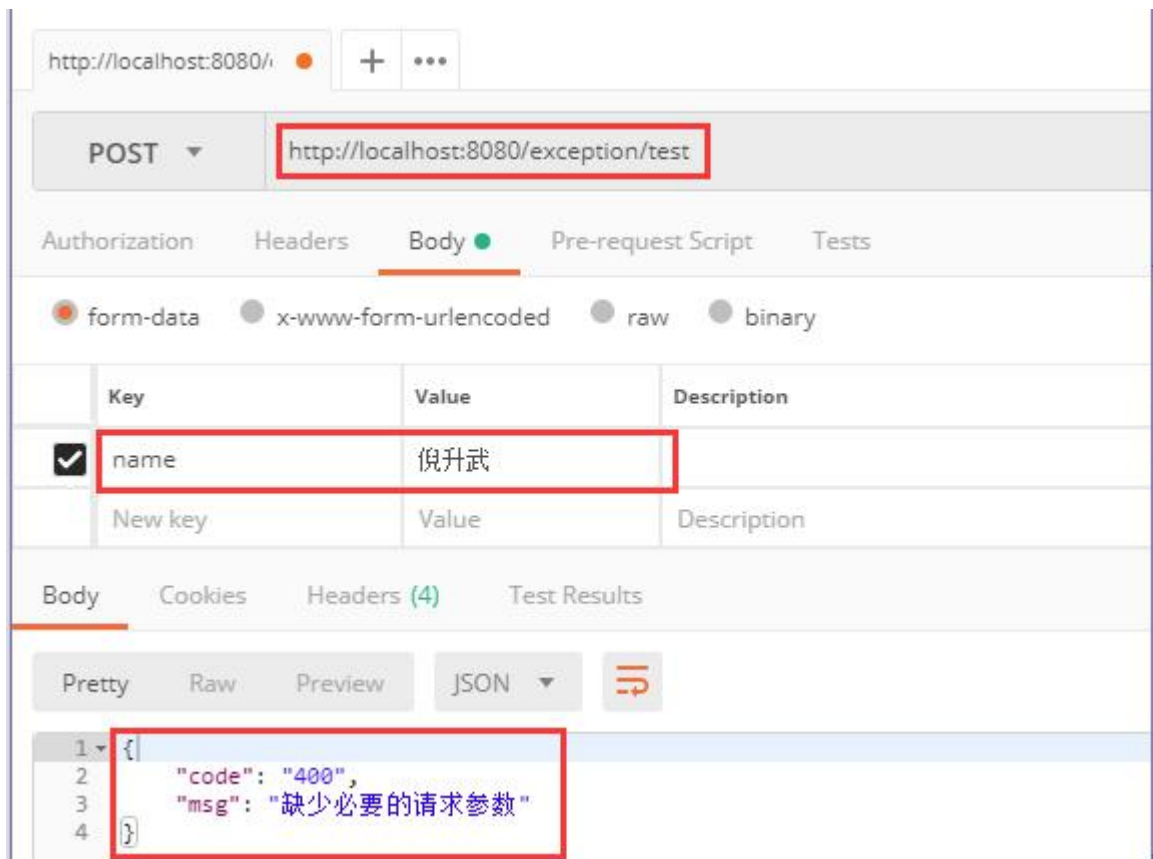 http://localhost:8080/
POST http://localhost:8080/exception/test
Authorization Headers Body Pre-request Script Tests
form-data x-www-form-urlencoded raw binary
Key Value Description
name 倪升武
New key Value Description
Body Cookies Headers (4) Test Results
Pretty Raw Preview JSON
1 {
2 "code": "400",
3 "msg": "缺少必要的请求参数"
4 }